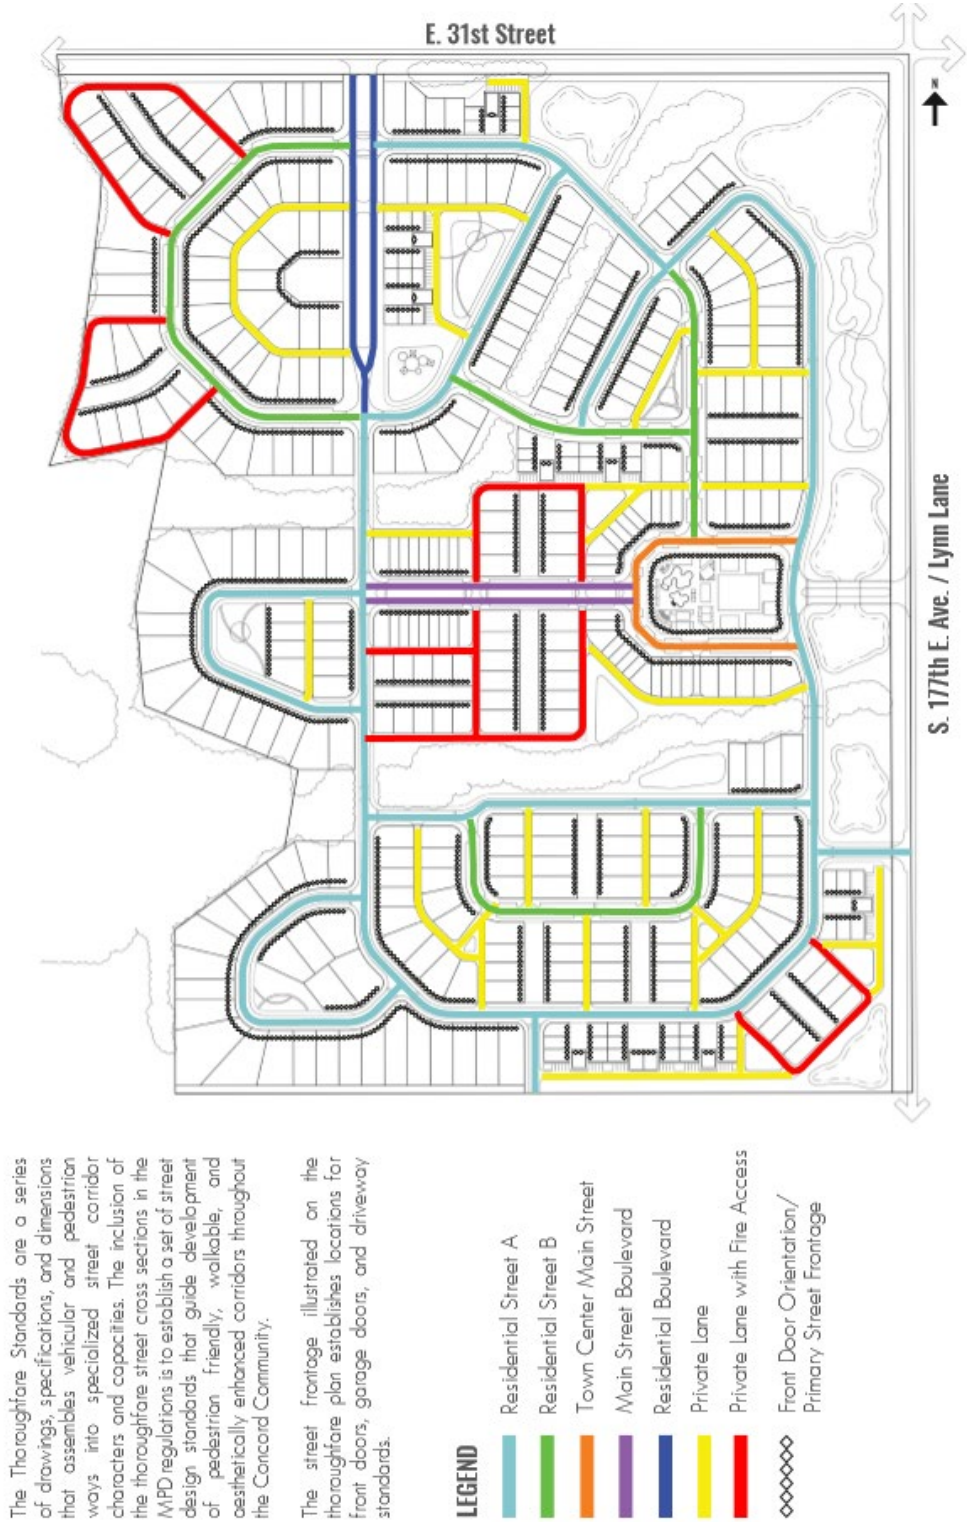 E. 31st Street
N
S. 177th E. Ave. / Lynn Lane
The Thoroughfare Standards are a series
of drawings, specifications, and dimensions
that assembles vehicular and pedestrian
ways into specialized street corridor
characters and capacities. The inclusion of
the thoroughfare street cross sections in the
MPD regulations is to establish a set of street
design standards that guide development
of pedestrian friendly, walkable, and
aesthetically enhanced corridors throughout
the Concord Community.
The street frontage illustrated on the
thoroughfare plan establishes locations for
front doors, garage doors, and driveway
standards.
LEGEND
Residential Street A
Residential Street B
Town Center Main Street
Main Street Boulevard
Residential Boulevard
Private Lane
Private Lane with Fire Access
Front Door Orientation/
Primary Street Frontage